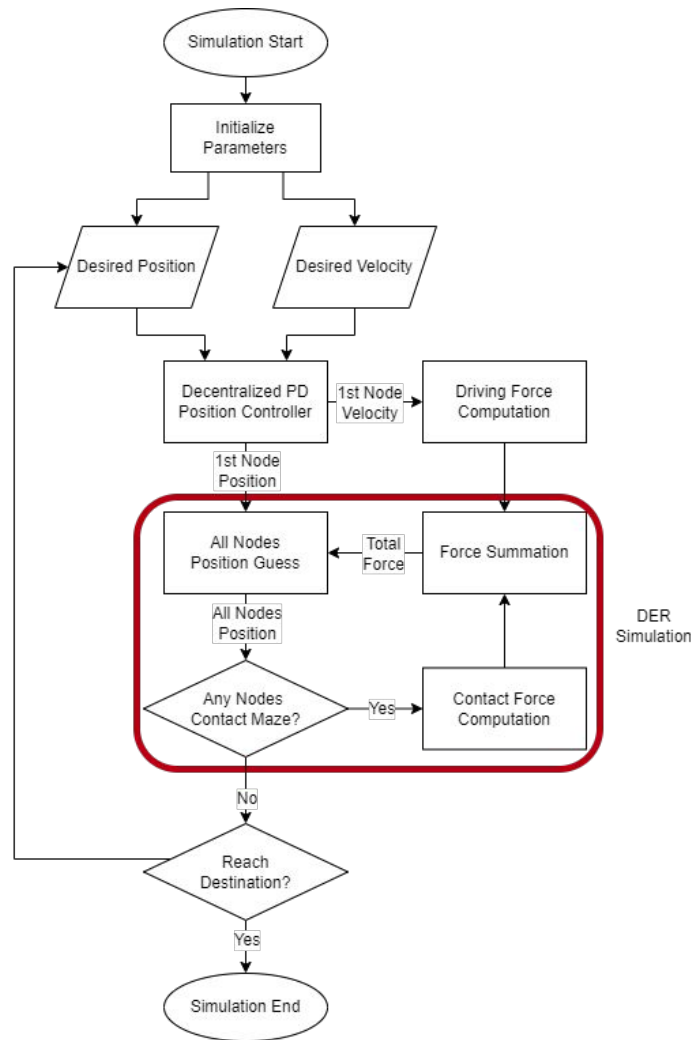 Simulation Start
Initialize
Parameters
Desired Position
Desired Velocity
Decentralized PD
Position Controller
1st Node
Velocity
Driving Force
Computation
1st Node
Position
All Nodes
Position Guess
Total
Force
Force Summation
DER
Simulation
All Nodes
Position
Any Nodes
Contact Maze?
Yes
Contact Force
Computation
No
Reach
Destination?
Yes
Simulation End